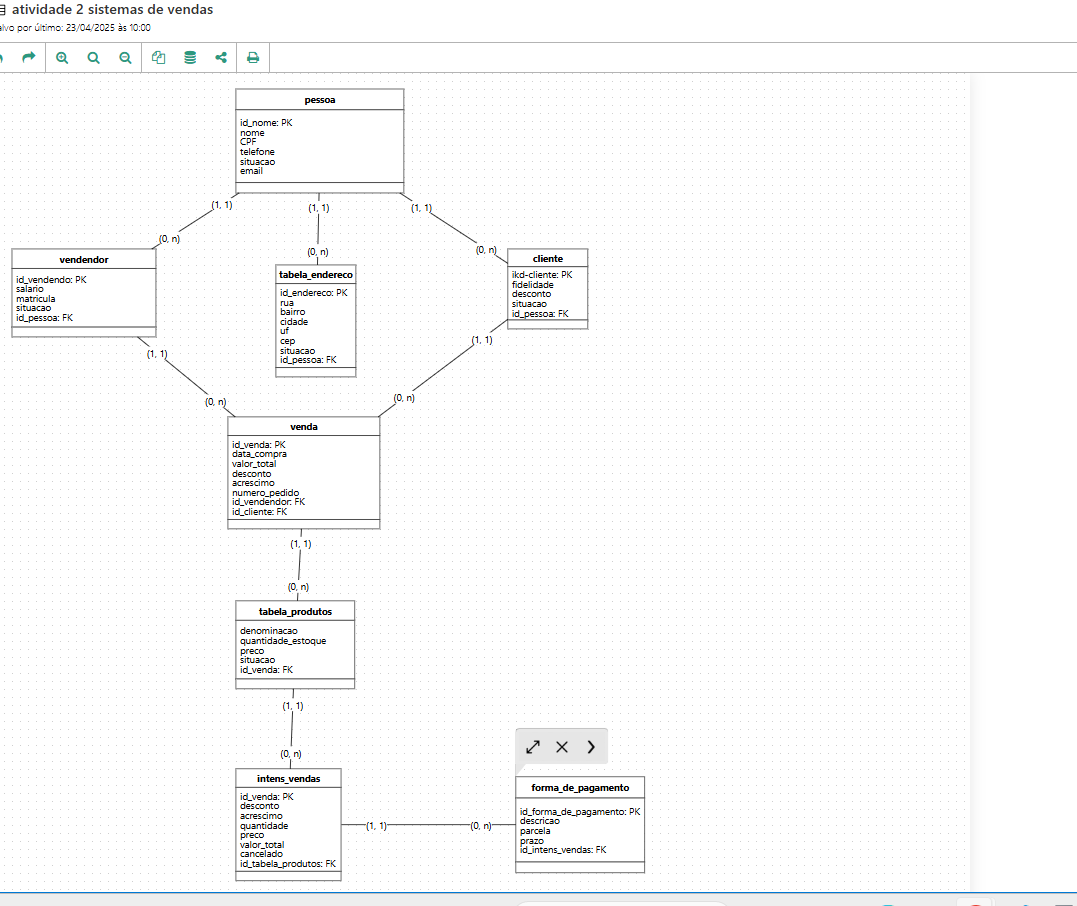 atividade 2 sistemas de vendas
alvo por último: 23/04/2025 às 10:00
pessoa
id_nome: PK
nome
CPF
telefone
situacao
email
(1, 1)
(1, 1)
(1, 1)
(0, n)
(0, n)
(0, n)
vendendor
id_vendendo: PK
salario
matricula
situacao
id_pessoa: FK
tabela_endereco
id_endereco: PK
rua
bairro
cidade
uf
cep
situacao
id_pessoa: FK
cliente
ikd-cliente: PK
fidelidade
desconto
situacao
id_pessoa: FK
(1, 1)
(1, 1)
(0, n)
(0, n)
venda
id_venda: PK
data_compra
valor_total
desconto
acrescimo
numero_pedido
id_vendendor: FK
id_cliente: FK
(1, 1)
(0, n)
tabela_produtos
denominacao
quantidade_estoque
preco
situacao
id_venda: FK
(1, 1)
(0, n)
intens_vendas
id_venda: PK
desconto
acrescimo
quantidade
preco
valor_total
cancelado
id_tabela_produtos: FK
(1, 1)
(0, n)
forma_de_pagamento
id_forma_de_pagamento: PK
descricao
parcela
prazo
id_intens_vendas: FK